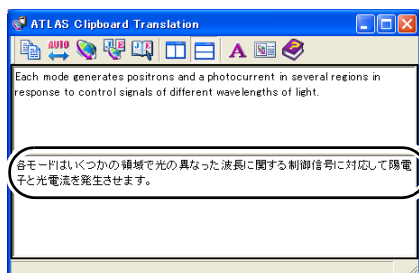 ATLAS Clipboard Translation
AUTO
A
Each mode generates positrons and a photocurrent in several regions in
response to control signals of different wavelengths of light.
各モードはいくつかの領域で光の異なった波長に関する制御信号に対応して陽電
子と光電流を発生させます。